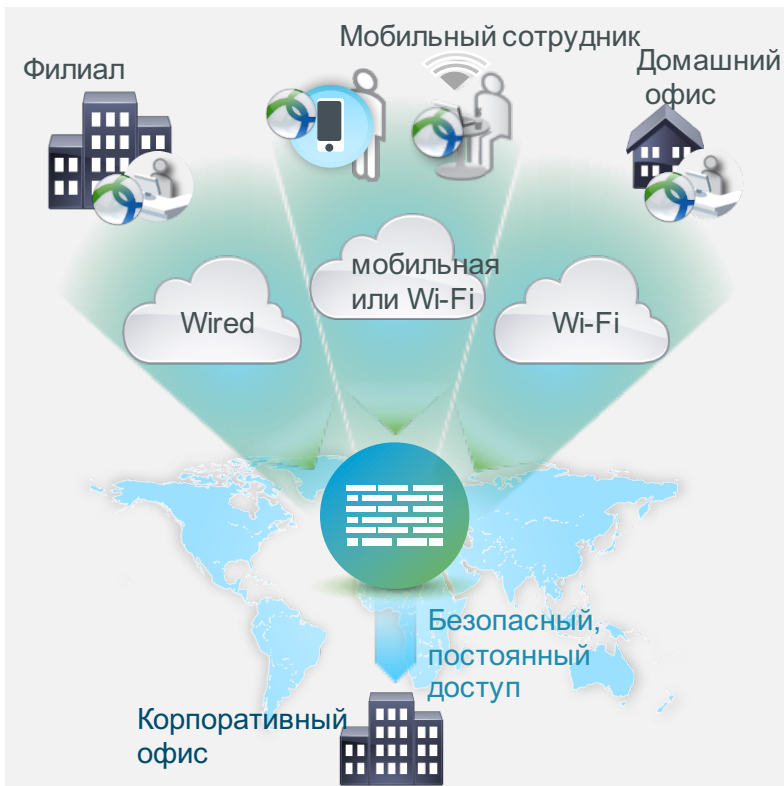 Мобильный сотрудник
Филиал
Домашний
офис
мобильная
или Wi-Fi
Wired
Wi-Fi
Безопасный,
постоянный
доступ
Корпоративный
офис